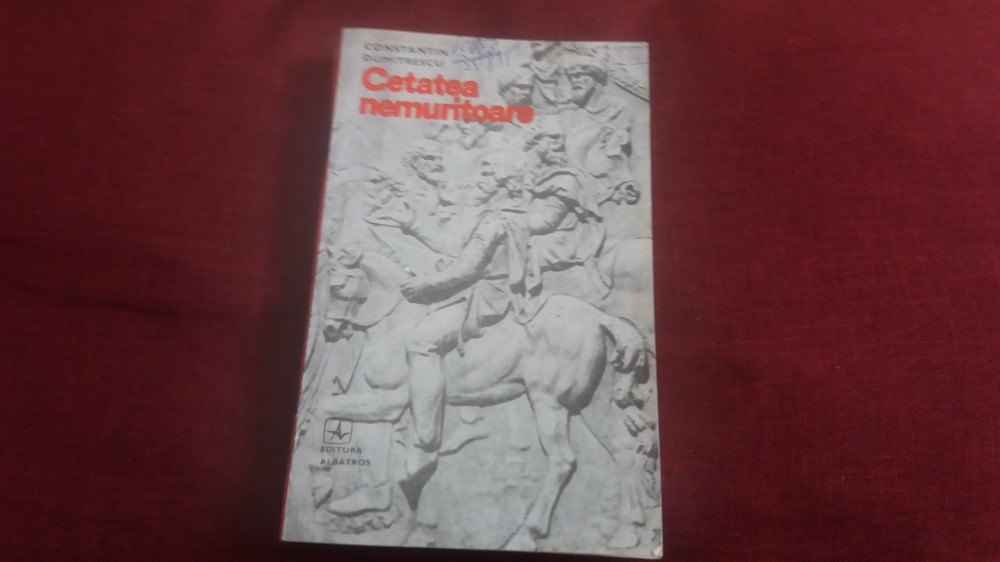 CONSTANTIN
DUMITRESCU
Cetatea
nemuritoare
EDITURA
ALBATROS